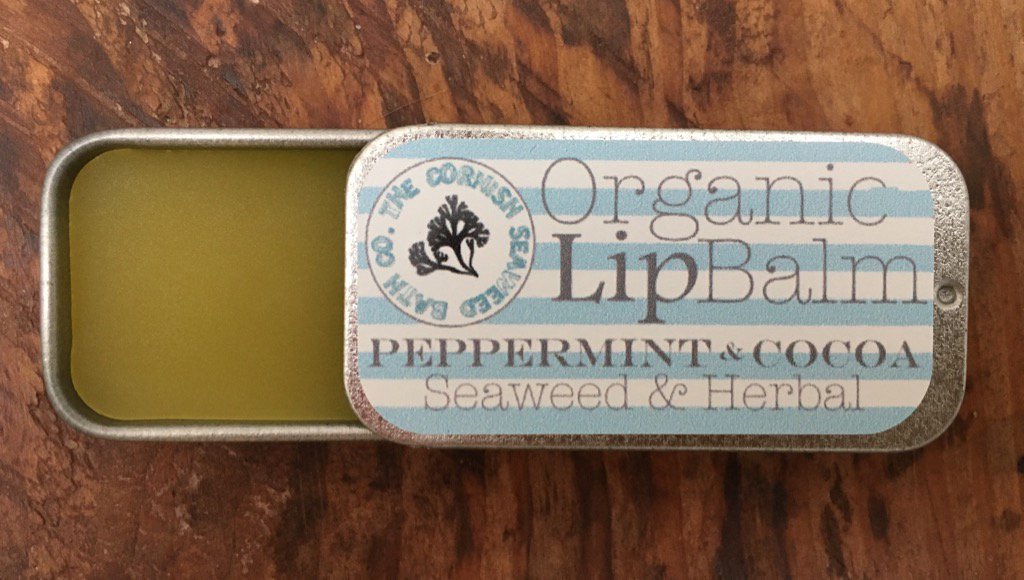 THE CORNISH SEAWEED BATH CO.
Organic
LipBalm
PEPPERMINT & COCOA
Seaweed & Herbal